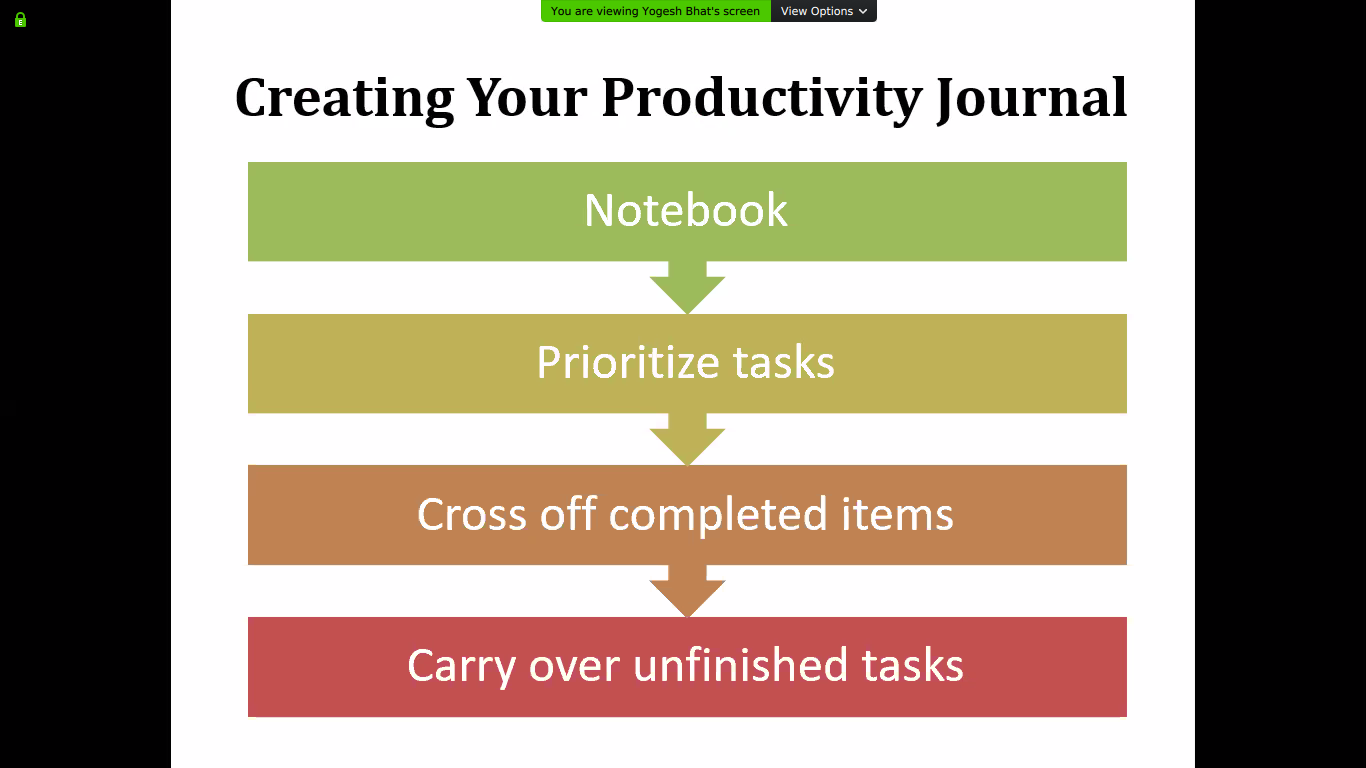 You are viewing Yogesh Bhat's screen View Options
E
Creating Your Productivity Journal
Notebook
Prioritize tasks
Cross off completed items
Carry over unfinished tasks